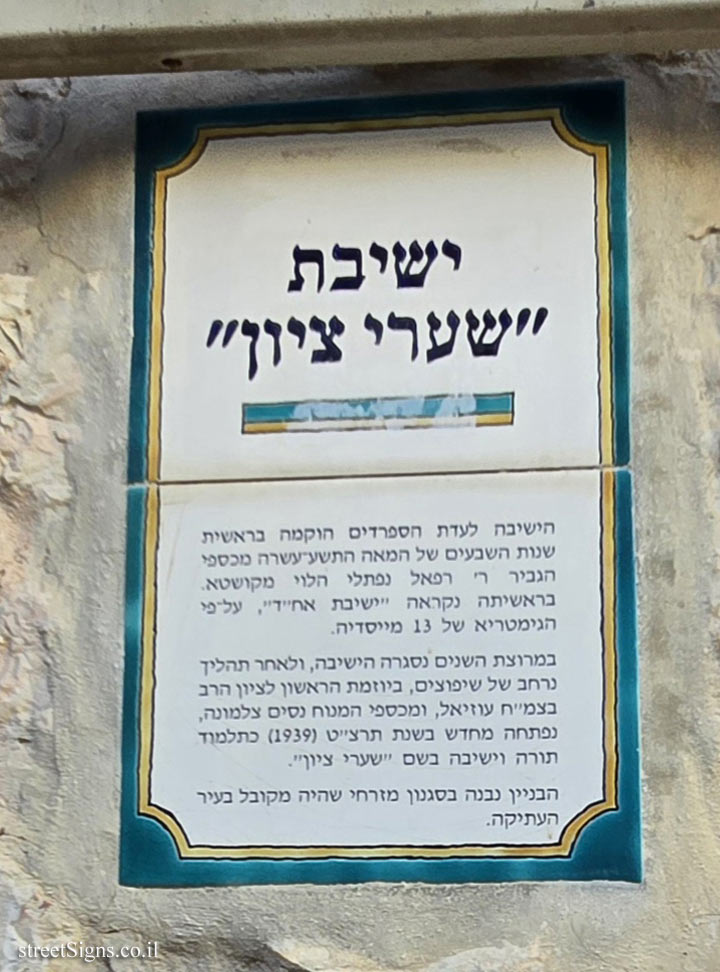 ישיבת
"שערי ציון"
הישיבה לעדת הספרדים הוקמה בראשית
שנות השבעים של המאה התשע-עשרה מכספי
הגביר ר' רפאל נפתלי הלוי מקושטא.
בראשיתה נקראה "ישיבת אח"ד", על-פי
הגימטריא של 13 מייסדיה.
במרוצת השנים נסגרה הישיבה, ולאחר תהליך
נרחב של שיפוצים, ביוזמת הראשון לציון הרב
בצמ"ח עוזיאל, ומכספי המנוח נסים צלמונה,
נפתחה מחדש בשנת תרצ"ט (1939) כתלמוד
תורה וישיבה בשם "שערי ציון".
הבניין נבנה בסגנון מזרחי שהיה מקובל בעיר
העתיקה.
streetSigns.co.il